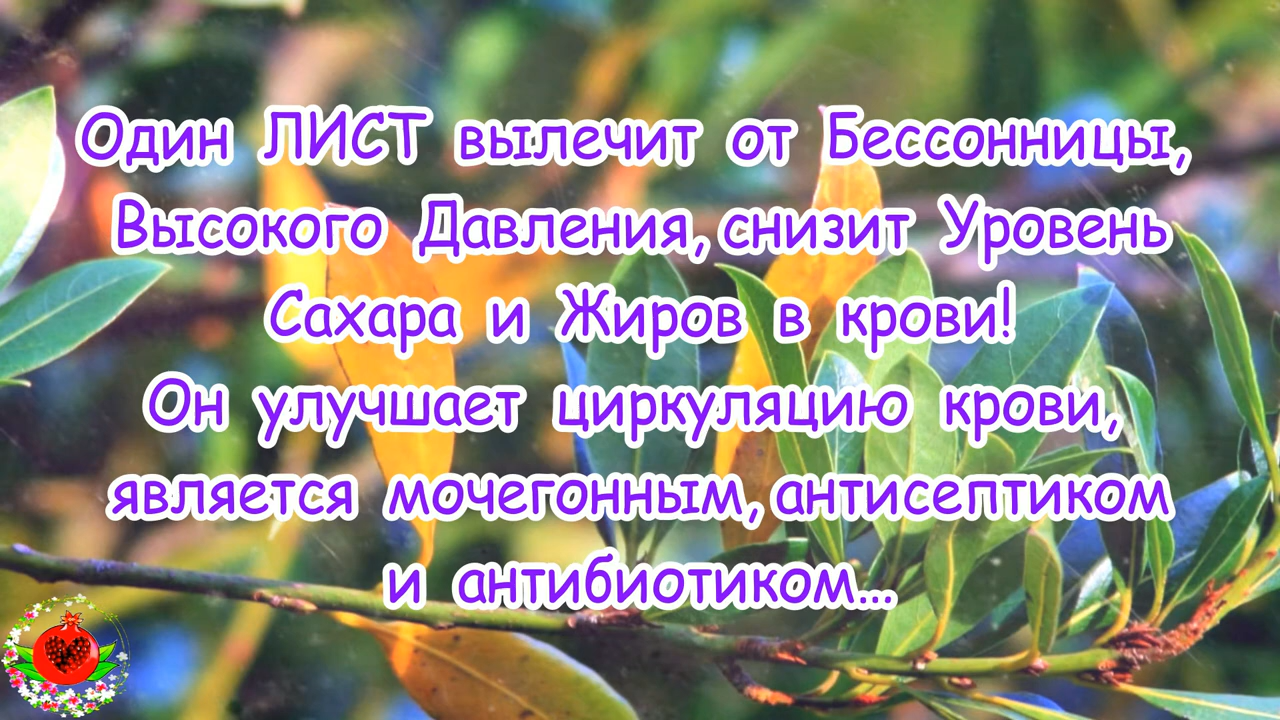 Один ЛИСТ вылечит от Бессонницы,
Высокого Давления, снизит Уровень
Сахара и Жиров в крови!
Он улучшает циркуляцию крови,
является мочегонным, антисептиком
и антибиотиком...